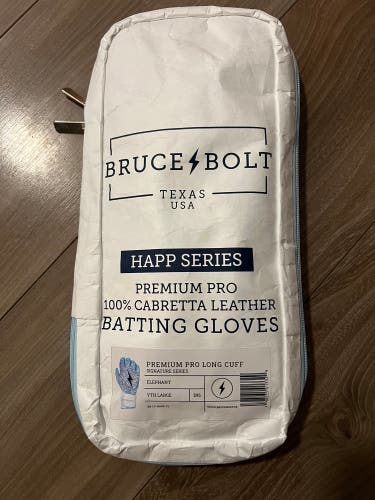 BRUCE BOLT
TEXAS
USA
HAPP SERIES
PREMIUM PRO
100% CABRETTA LEATHER
BATTING GLOVES
PREMIUM PRO LONG CUFF
SIGNATURE SERIES
ELEPHANT
YTH LARGE